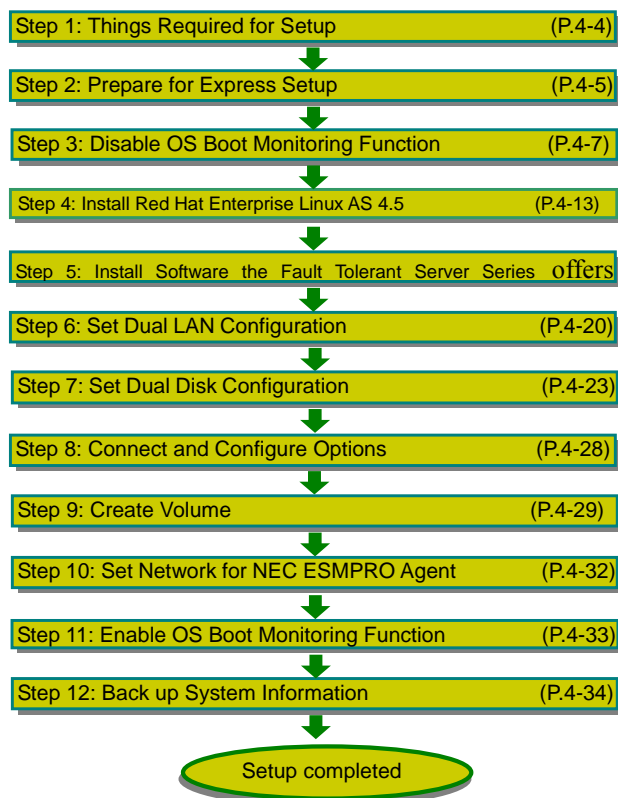 Step 1: Things Required for Setup (P.4-4)
Step 2: Prepare for Express Setup (P.4-5)
Step 3: Disable OS Boot Monitoring Function (P.4-7)
Step 4: Install Red Hat Enterprise Linux AS 4.5 (P.4-13)
Step 5: Install Software the Fault Tolerant Server Series offers
Step 6: Set Dual LAN Configuration (P.4-20)
Step 7: Set Dual Disk Configuration (P.4-23)
Step 8: Connect and Configure Options (P.4-28)
Step 9: Create Volume (P.4-29)
Step 10: Set Network for NEC ESMPRO Agent (P.4-32)
Step 11: Enable OS Boot Monitoring Function (P.4-33)
Step 12: Back up System Information (P.4-34)
Setup completed